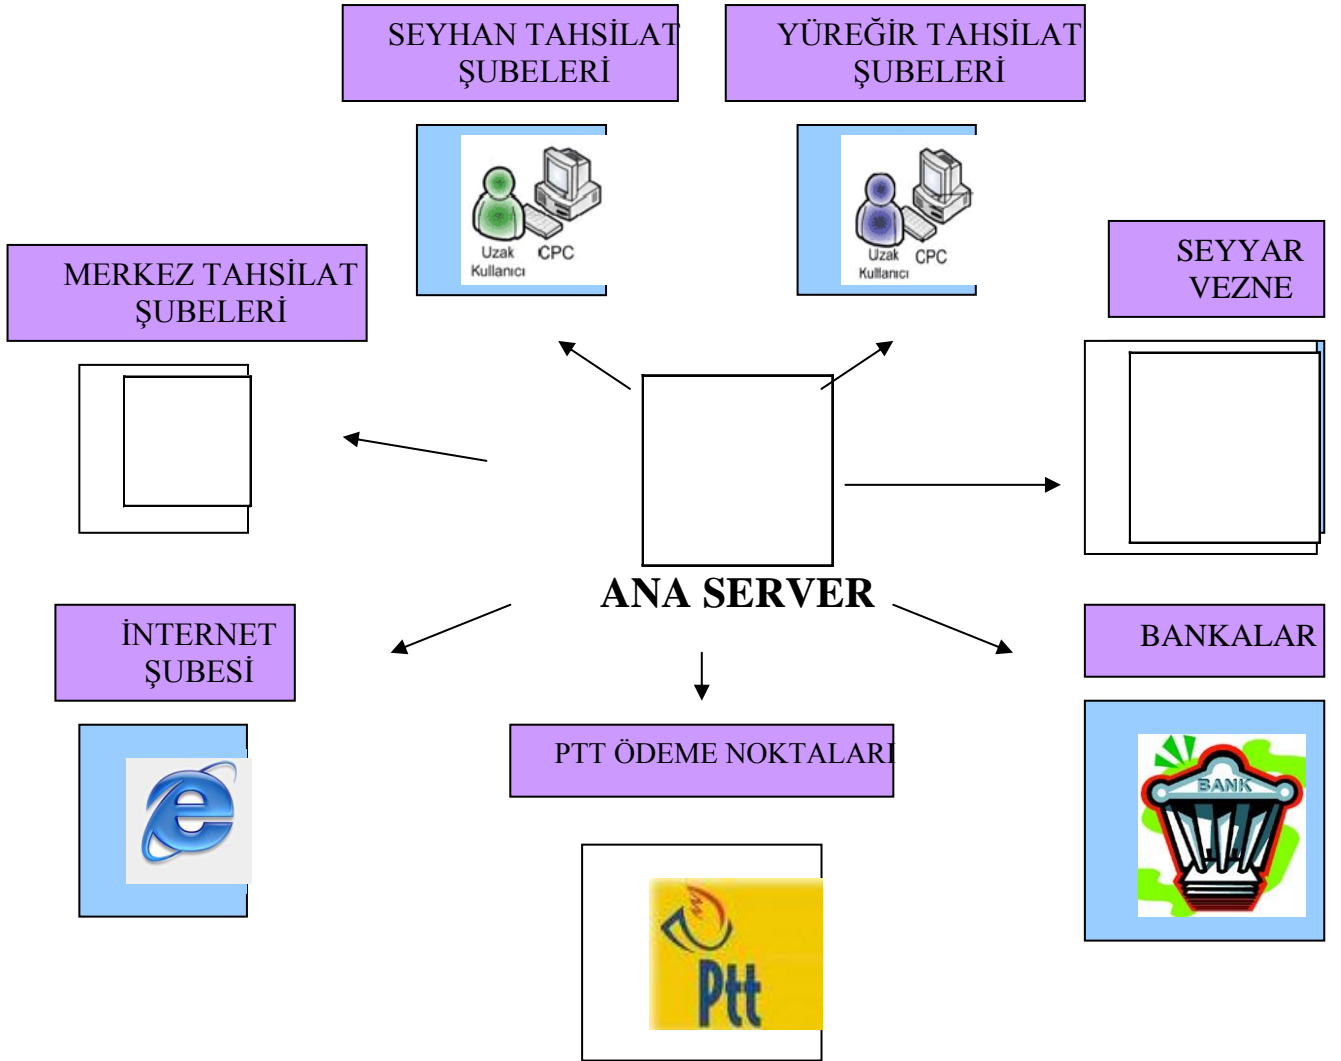 SEYHAN TAHSİLAT
ŞUBELERİ
YÜREĞİR TAHSİLAT
ŞUBELERİ
Uzak
Kullanıcı
CPC
Uzak
Kulllanıcı
CPC
MERKEZ TAHSİLAT
ŞUBELERİ
SEYYAR
VEZNE
ANA SERVER
İNTERNET
ŞUBESİ
BANKALAR
PTT ÖDEME NOKTALARI
BANK
Ptt